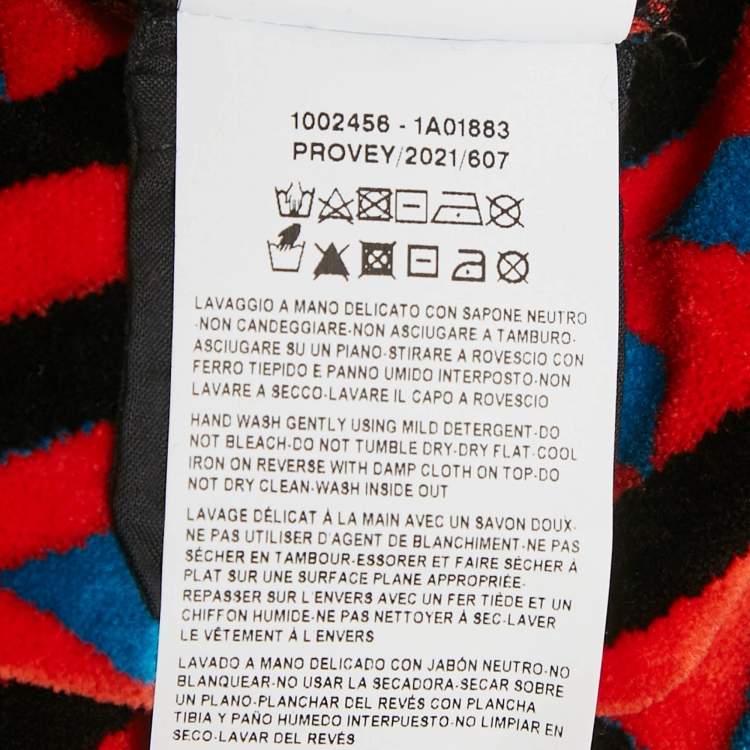 1002456 - 1A01883
PROVEY/2021/607
LAVAGGIO A MANO DELICATO CON SAPONE NEUTRO
-NON CANDEGGIARE-NON ASCIUGARE A TAMBURO-
ASCIUGARE SU UN PIANO-STIRARE A ROVESCIO CON
FERRO TIEPIDO E PANNO UMIDO INTERPOSTO-NON
LAVARE A SECCO-LAVARE IL CAPO A ROVESCIO
HAND WASH GENTLY USING MILD DETERGENT-DO
NOT BLEACH-DO NOT TUMBLE DRY-DRY FLAT-COOL
IRON ON REVERSE WITH DAMP CLOTH ON TOP-DO
NOT DRY CLEAN-WASH INSIDE OUT
LAVAGE DÉLICAT À LA MAIN AVEC UN SAVON DOUX-
NE PAS UTILISER D'AGENT DE BLANCHIMENT-NE PAS
SÉCHER EN TAMBOUR-ESSORER ET FAIRE SÉCHER À
PLAT SUR UNE SURFACE PLANE APPROPRIÉE-
REPASSER SUR L'ENVERS AVEC UN FER TIÈDE ET UN
CHIFFON HUMIDE-NE PAS NETTOYER À SEC-LAVER
LE VÊTEMENT À L'ENVERS
LAVADO A MANO DELICADO CON JABÓN NEUTRO-NO
BLANQUEAR-NO USAR LA SECADORA-SECAR SOBRE
UN PLANO-PLANCHAR DEL REVÉS CON PLANCHA
TIBIA Y PAÑO HUMEDO INTERPUESTO-NO LIMPIAR EN
SECO-LAVAR DEL REVÉS